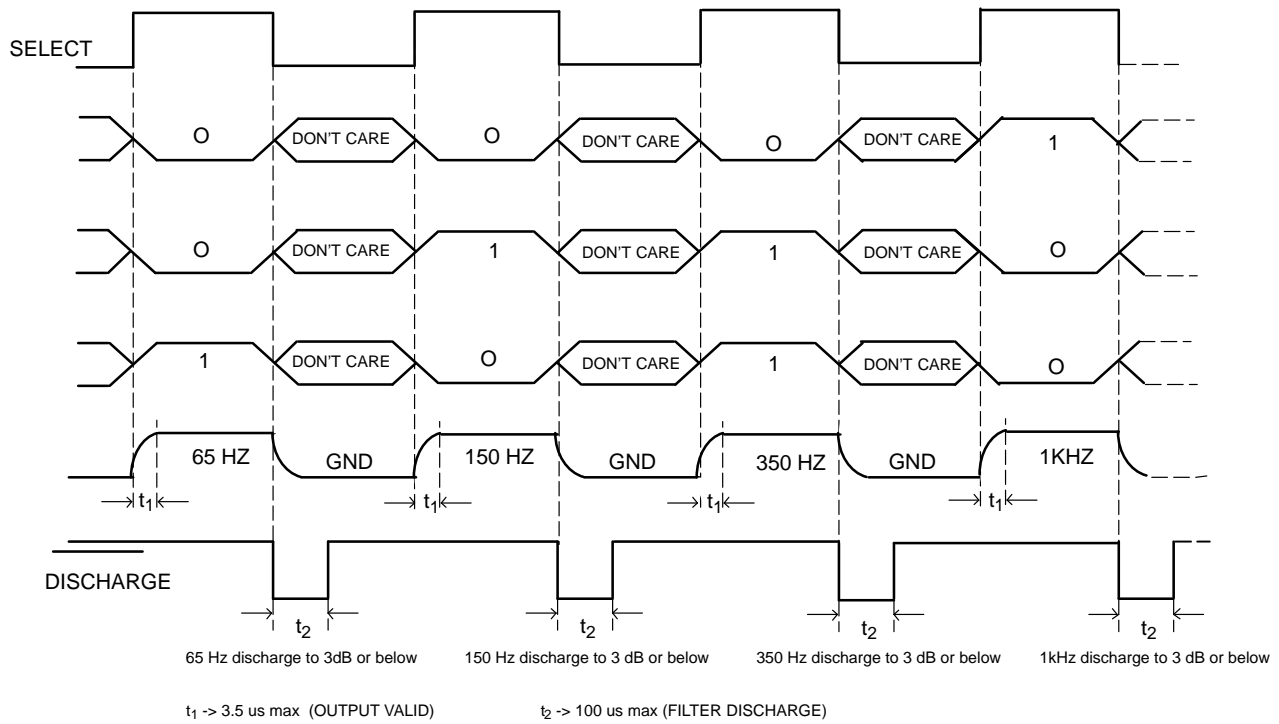 SELECT
O DON'T CARE O DON'T CARE O DON'T CARE 1
O DON'T CARE 1 DON'T CARE 1 DON'T CARE O
1 DON'T CARE O DON'T CARE 1 DON'T CARE O
65 HZ GND 150 HZ GND 350 HZ GND 1KHZ
t1 t1 t1 t1
DISCHARGE
t2 t2 t2 t2
65 Hz discharge to 3dB or below 150 Hz discharge to 3 dB or below 350 Hz discharge to 3 dB or below 1kHz discharge to 3 dB or below
t1 -> 3.5 us max (OUTPUT VALID) t2 -> 100 us max (FILTER DISCHARGE)